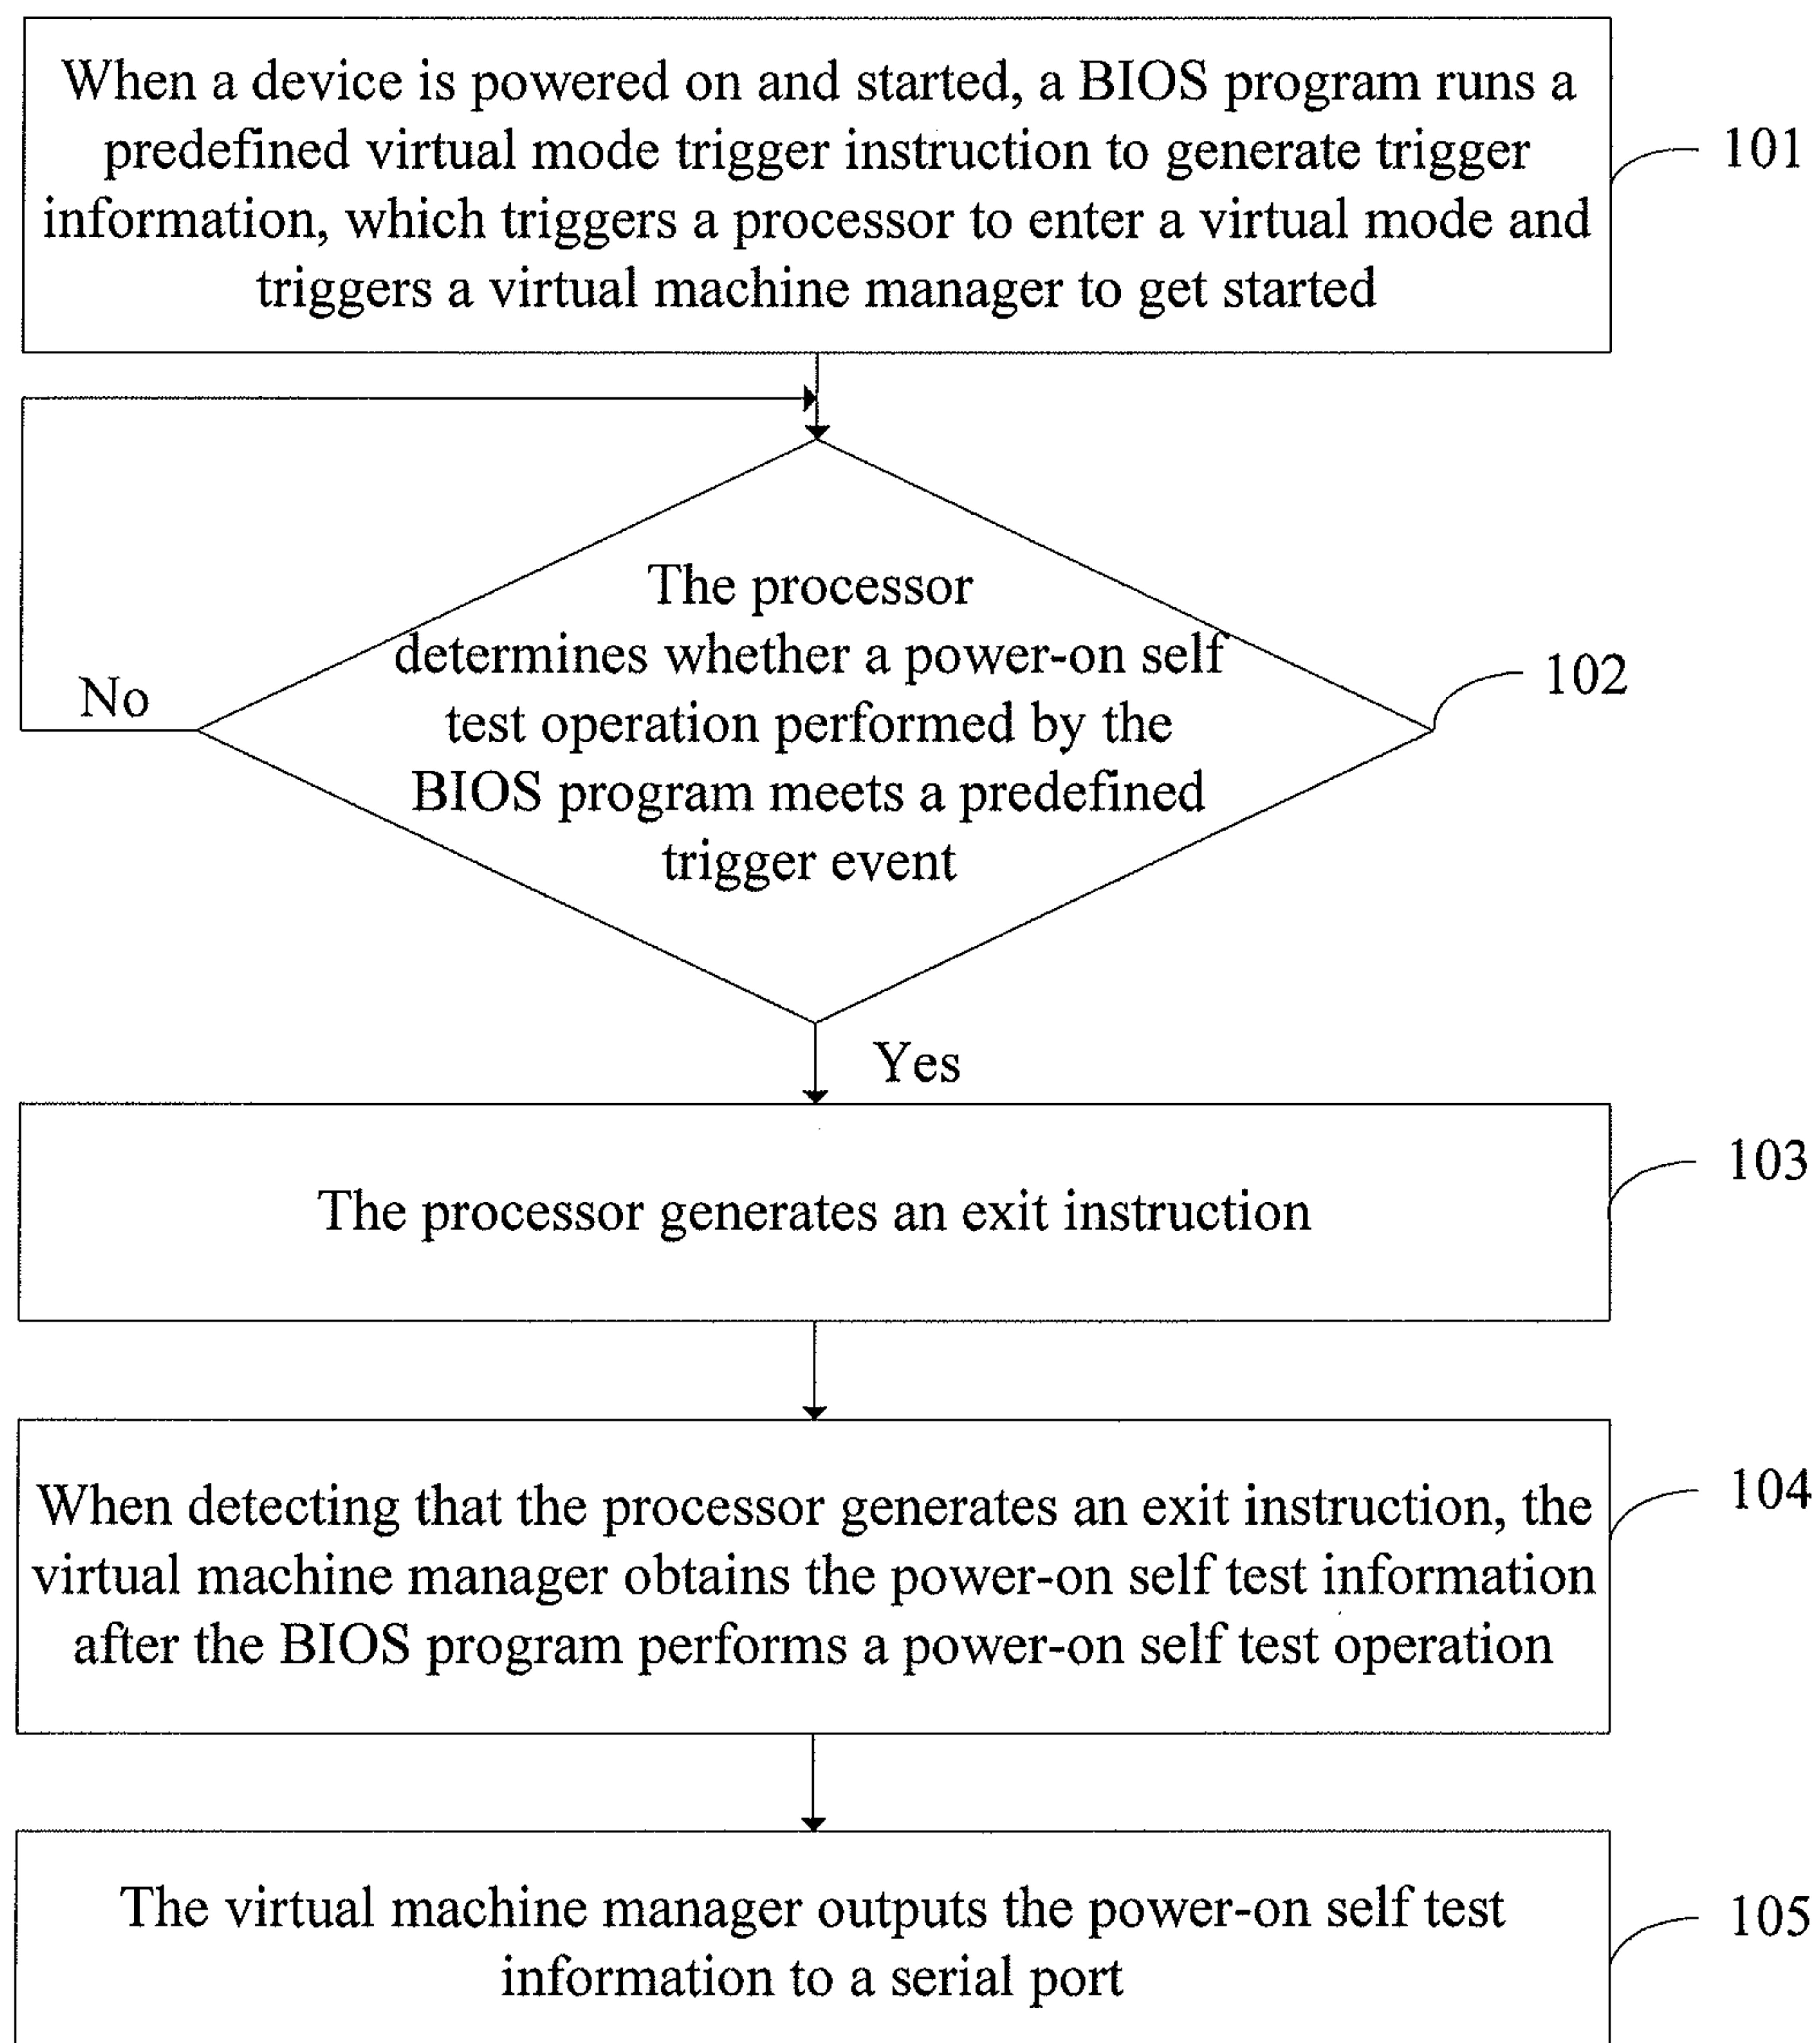 When a device is powered on and started, a BIOS program runs a
predefined virtual mode trigger instruction to generate trigger
information, which triggers a processor to enter a virtual mode and
triggers a virtual machine manager to get started
101
The processor
determines whether a power-on self
test operation performed by the
BIOS program meets a predefined
trigger event
102
No
Yes
The processor generates an exit instruction
103
When detecting that the processor generates an exit instruction, the
virtual machine manager obtains the power-on self test information
after the BIOS program performs a power-on self test operation
104
The virtual machine manager outputs the power-on self test
information to a serial port
105